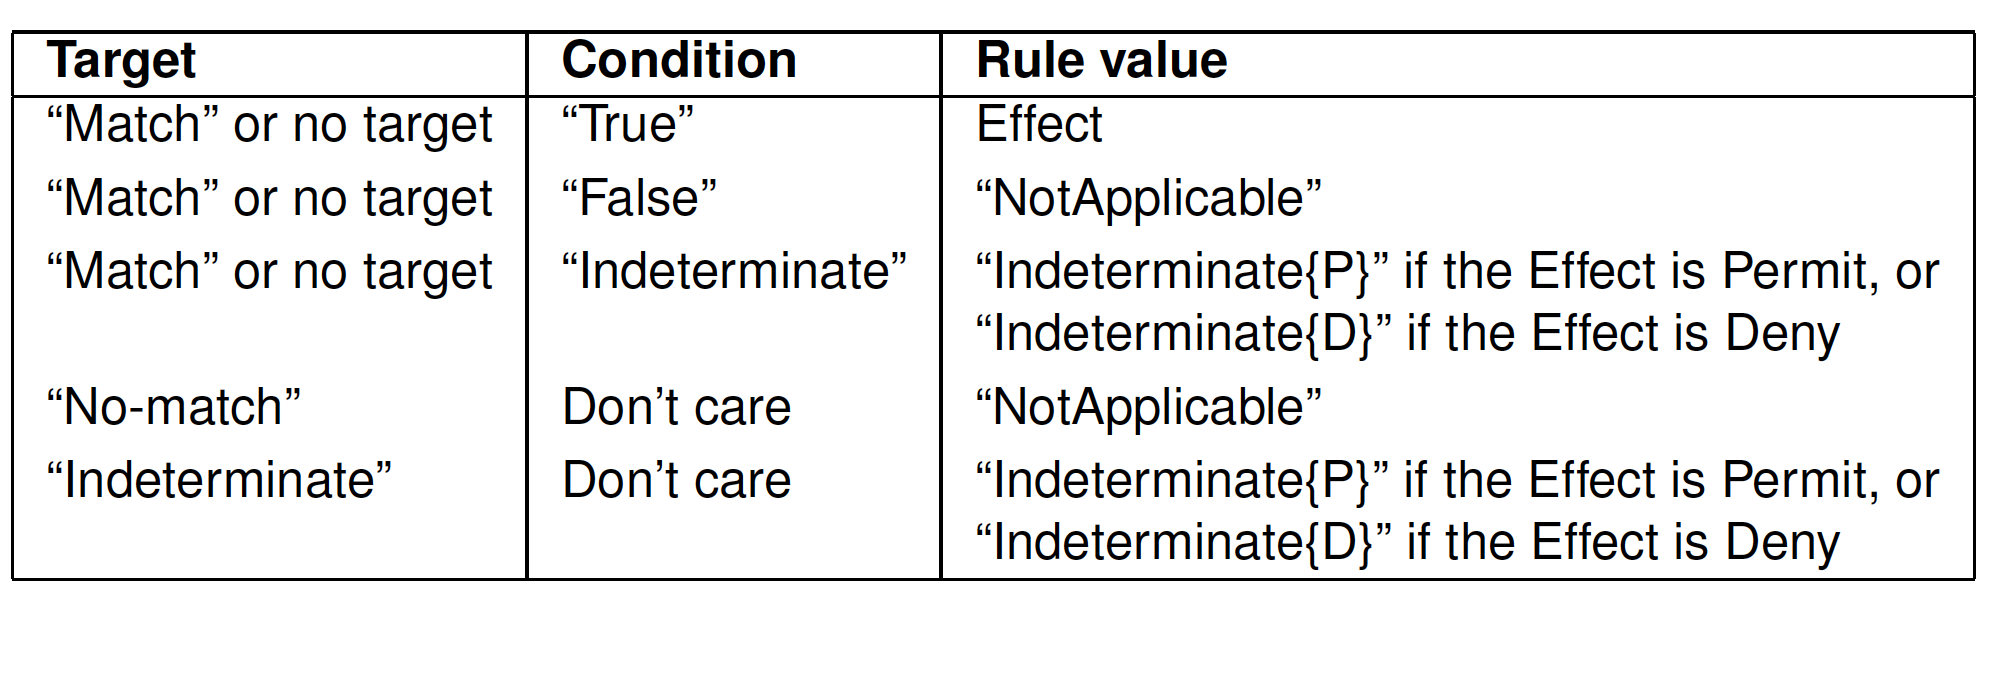 Target Condition Rule value
“Match” or no target “True” Effect
“Match” or no target “False” “NotApplicable”
“Match” or no target “Indeterminate” “Indeterminate{P}” if the Effect is Permit, or
“Indeterminate{D}” if the Effect is Deny
“No-match” Don’t care “NotApplicable”
“Indeterminate” Don’t care “Indeterminate{P}” if the Effect is Permit, or
“Indeterminate{D}” if the Effect is Deny